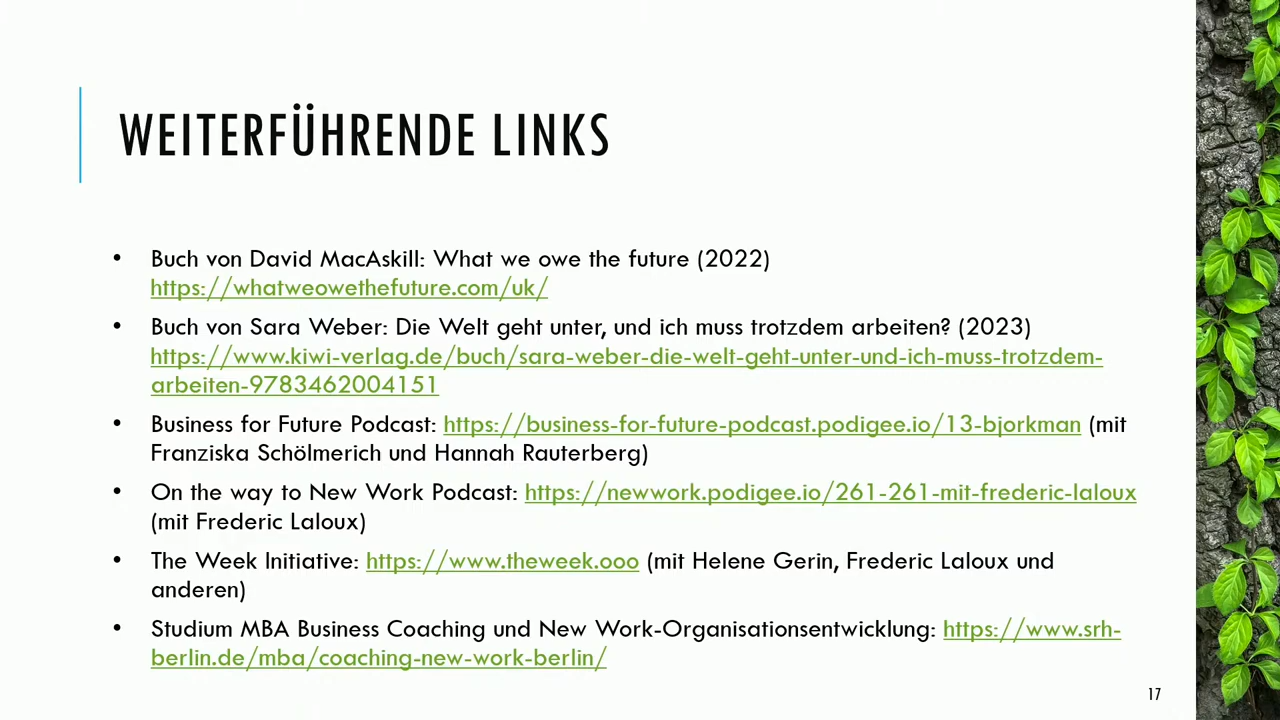 WEITERFÜHRENDE LINKS
• Buch von David MacAskill: What we owe the future (2022)
https://whatweowethefuture.com/uk/
• Buch von Sara Weber: Die Welt geht unter, und ich muss trotzdem arbeiten? (2023)
https://www.kiwi-verlag.de/buch/sara-weber-die-welt-geht-unter-und-ich-muss-trotzdem-
arbeiten-9783462004151
• Business for Future Podcast: https://business-for-future-podcast.podigee.io/13-bjorkman (mit
Franziska Schölmerich und Hannah Rauterberg)
• On the way to New Work Podcast: https://newwork.podigee.io/261-261-mit-frederic-laloux
(mit Frederic Laloux)
• The Week Initiative: https://www.theweek.ooo (mit Helene Gerin, Frederic Laloux und
anderen)
• Studium MBA Business Coaching und New Work-Organisationsentwicklung: https://www.srh-
berlin.de/mba/coaching-new-work-berlin/
17